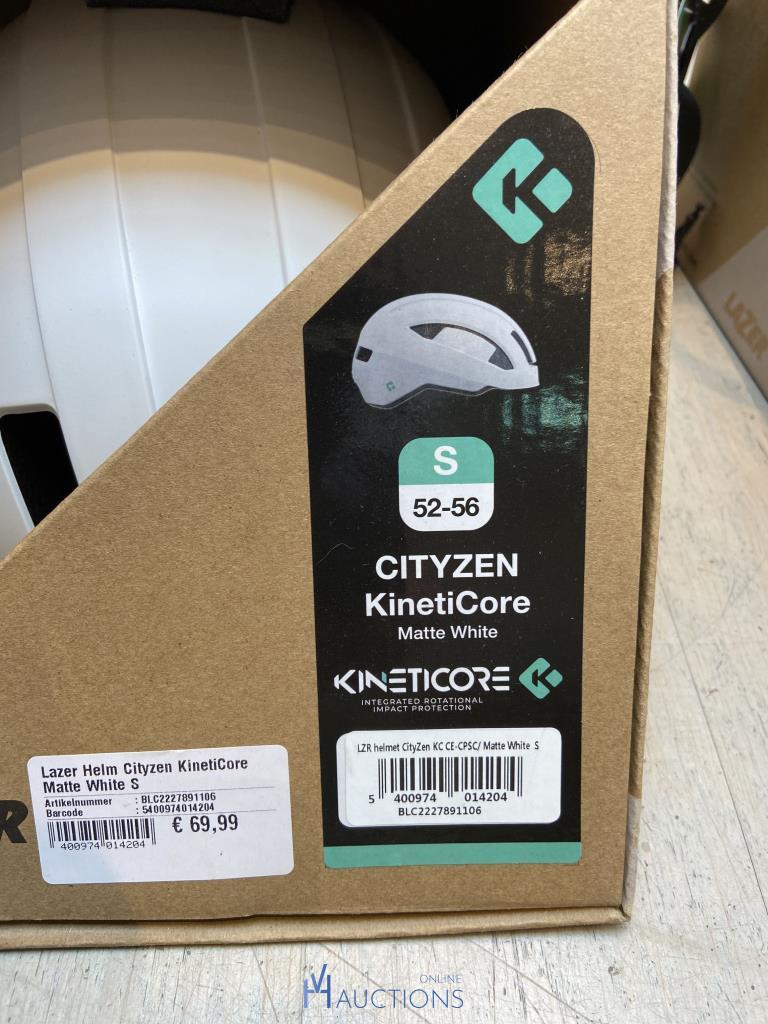 LAZER
S
52-56
CITYZEN
KinetiCore
Matte White
KINETICORE
INTEGRATED ROTATIONAL
IMPACT PROTECTION
LZR helmet CityZen KC CE-CPSC/ Matte White S
5 400974 014204
BLC2227891106
Lazer Helm Cityzen KinetiCore
Matte White S
Artikelnummer : BLC2227891106
Barcode : 5400974014204
€ 69,99
400974 014204
R
HVM ONLINE
AUCTIONS